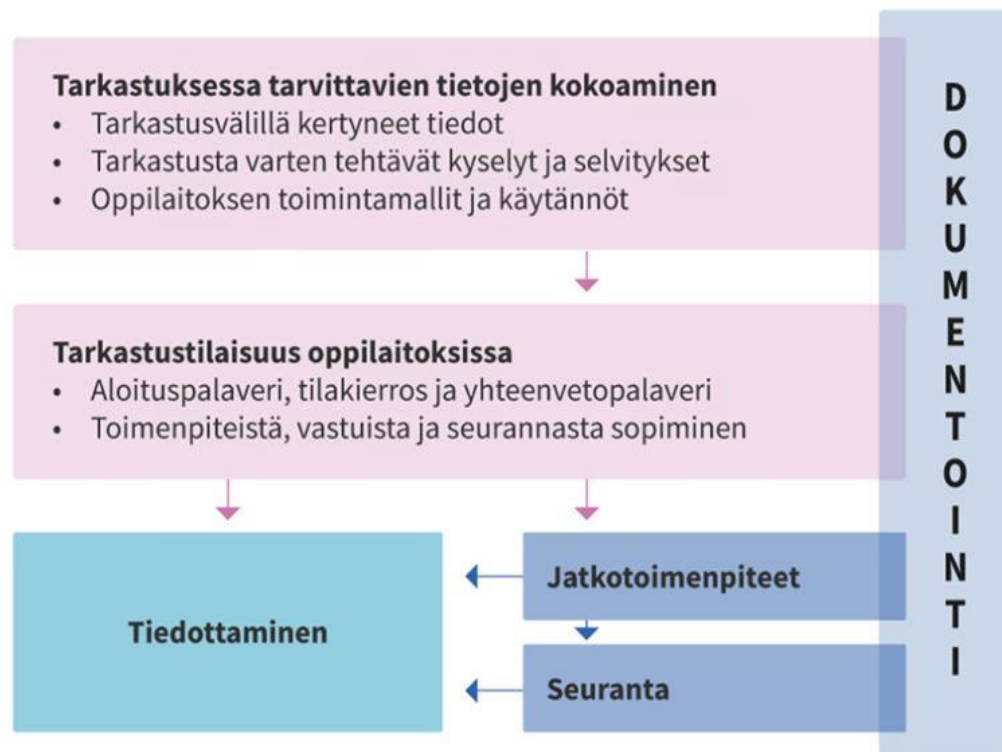 Tarkastuksessa tarvittavien tietojen kokoaminen
• Tarkastusvälillä kertyneet tiedot
• Tarkastusta varten tehtävät kyselyt ja selvitykset
• Oppilaitoksen toimintamallit ja käytännöt
Tarkastustilaisuus oppilaitoksissa
• Aloituspalaveri, tilakierros ja yhteenvetopalaveri
• Toimenpiteistä, vastuista ja seurannasta sopiminen
Tiedottaminen
Jatkotoimenpiteet
Seuranta
DOKUMENTOINTI